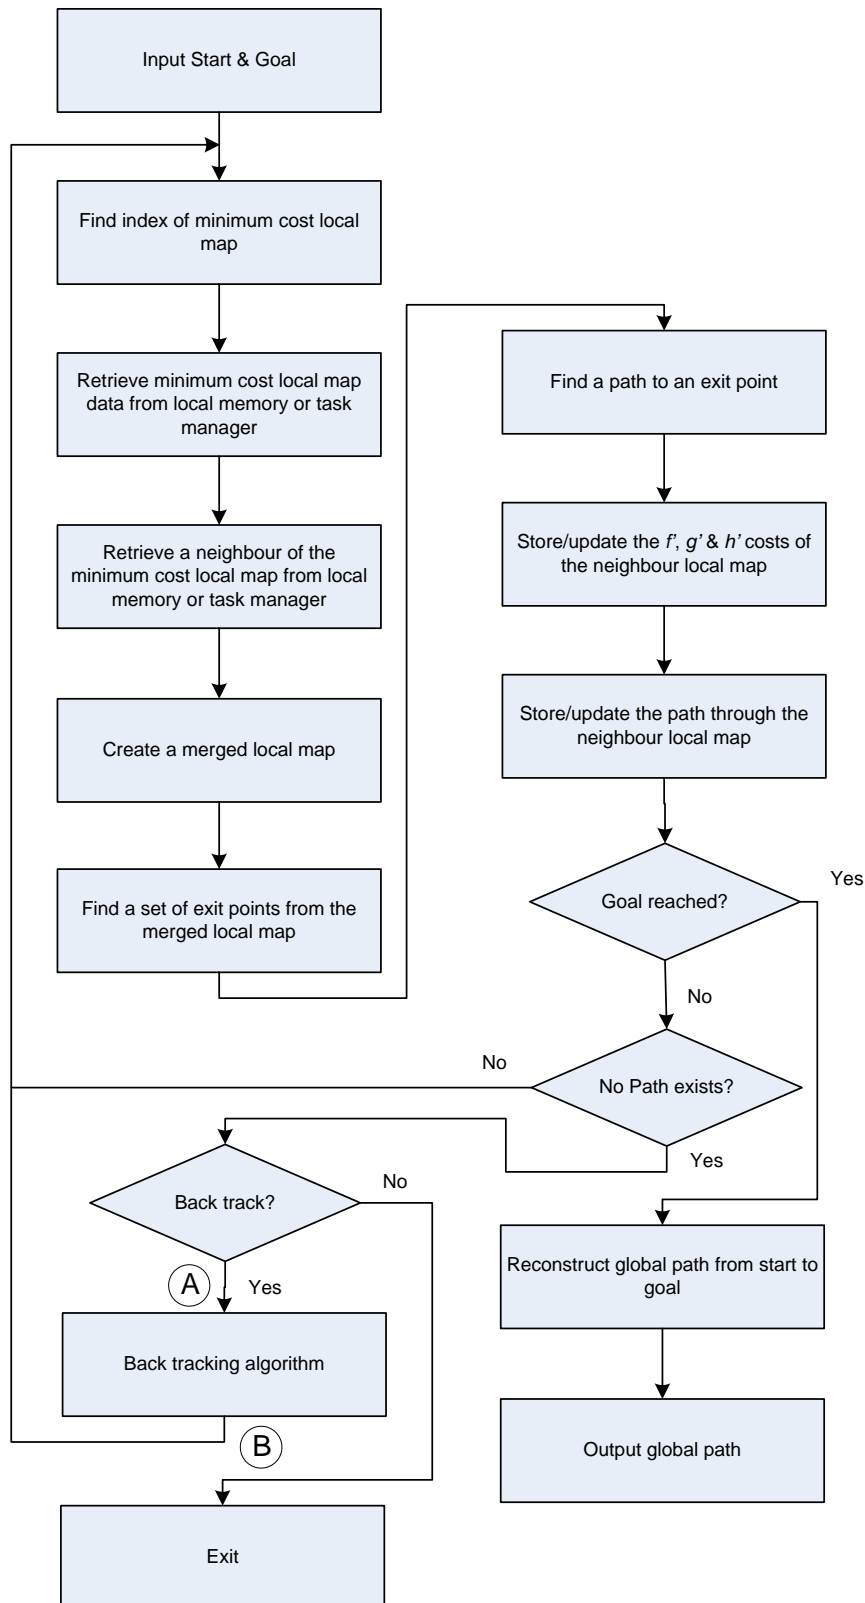 Input Start & Goal
Find index of minimum cost local
map
Retrieve minimum cost local map
data from local memory or task
manager
Retrieve a neighbour of the
minimum cost local map from local
memory or task manager
Create a merged local map
Find a set of exit points from the
merged local map
Find a path to an exit point
Store/update the f', g' & h' costs of
the neighbour local map
Store/update the path through the
neighbour local map
Goal reached?
Yes
No
No Path exists?
No
Yes
Back track?
No
A
Yes
Back tracking algorithm
B
Exit
Reconstruct global path from start to
goal
Output global path